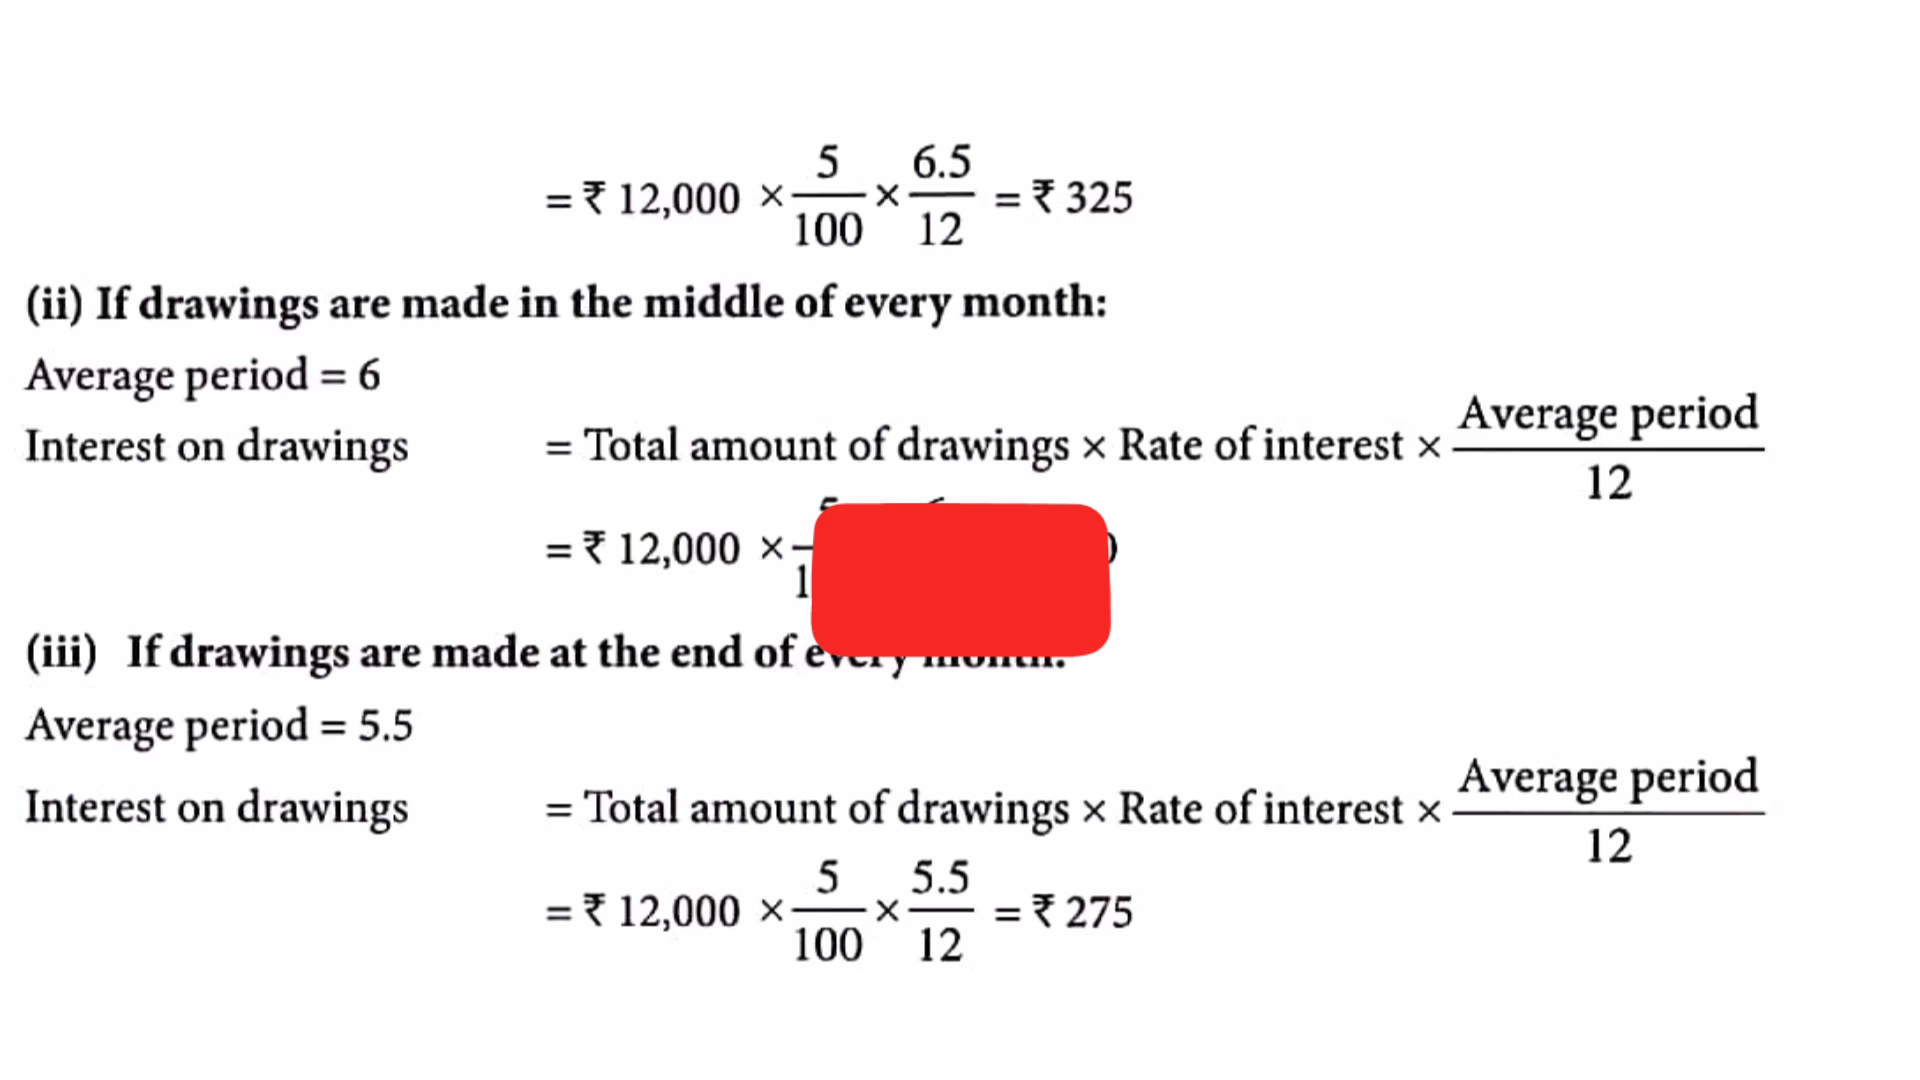 = ₹ 12,000 × 5/100 × 6.5/12 = ₹ 325
(ii) If drawings are made in the middle of every month:
Average period = 6
Interest on drawings = Total amount of drawings × Rate of interest × Average period/12
= ₹ 12,000 ×
(iii) If drawings are made at the end of
Average period = 5.5
Interest on drawings = Total amount of drawings × Rate of interest × Average period/12
= ₹ 12,000 × 5/100 × 5.5/12 = ₹ 275